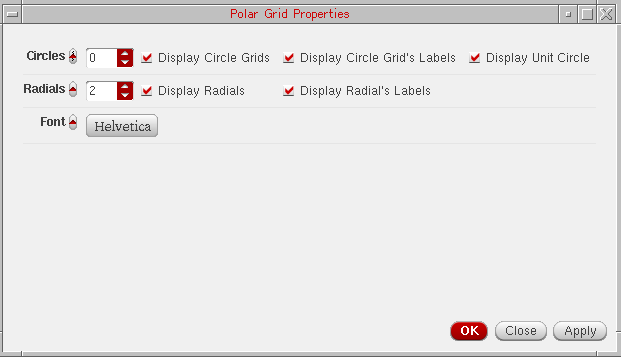 Polar Grid Properties
Circles 0 Display Circle Grids Display Circle Grid's Labels Display Unit Circle
Radials 2 Display Radials Display Radial's Labels
Font Helvetica
OK Close Apply